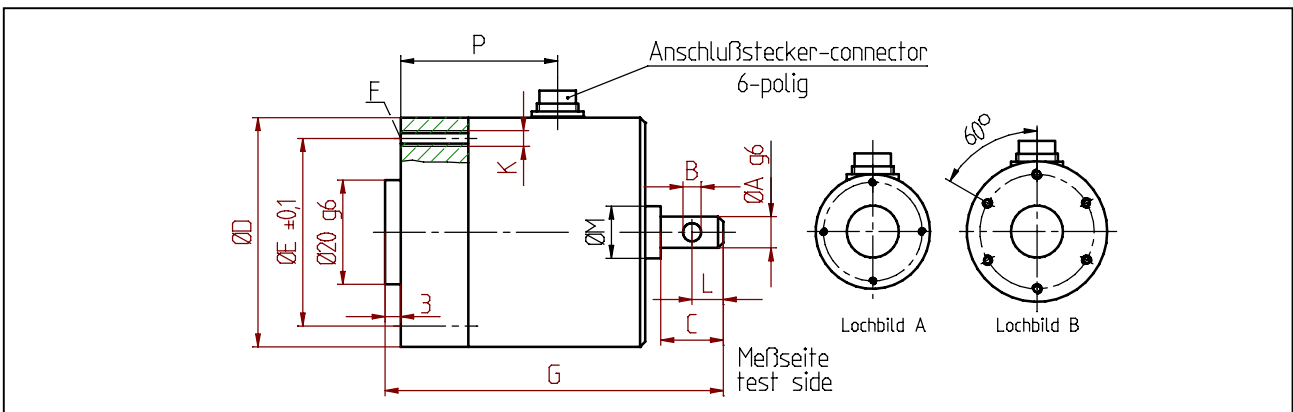 P
Anschlußstecker-connector
6-polig
F
K
ØD
ØE ±0,1
Ø20 g6
3
ØM
B
ØA g6
L
C
G
Meßseite
test side
60°
Lochbild A
Lochbild B